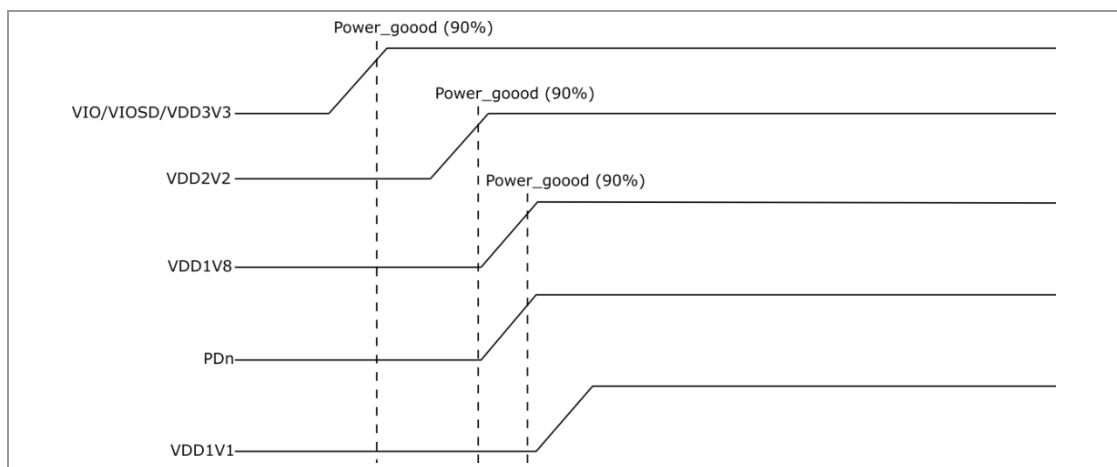 Power_goood (90%)
VIO/VIOSD/VDD3V3
Power_goood (90%)
VDD2V2
Power_goood (90%)
VDD1V8
PDn
VDD1V1